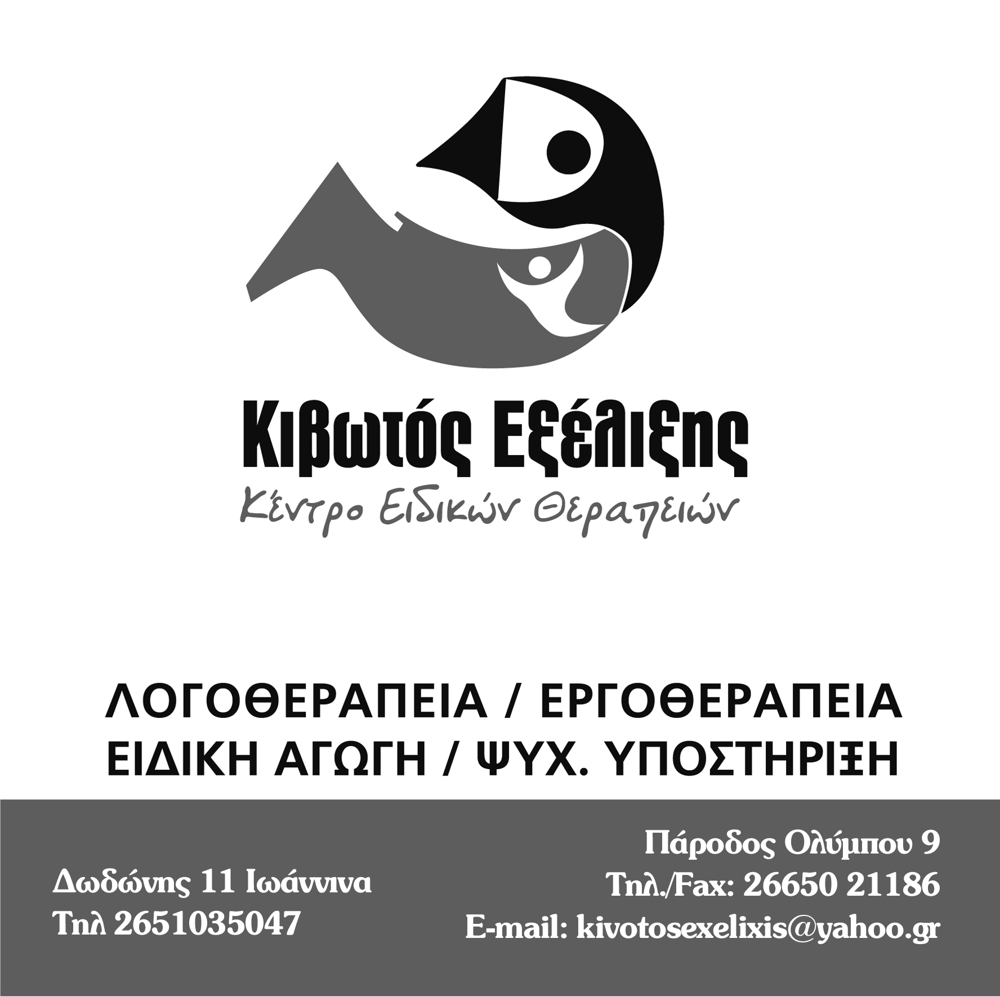 Κιβωτός Εξέλιξης
Κέντρο Ειδικών Θεραπειών
ΛΟΓΟΘΕΡΑΠΕΙΑ / ΕΡΓΟΘΕΡΑΠΕΙΑ
ΕΙΔΙΚΗ ΑΓΩΓΗ / ΨΥΧ. ΥΠΟΣΤΗΡΙΞΗ
Δωδώνης 11 Ιωάννινα
Τηλ 2651035047
Πάροδος Ολύμπου 9
Τηλ./Fax: 26650 21186
E-mail: kivotosexelixis@yahoo.gr